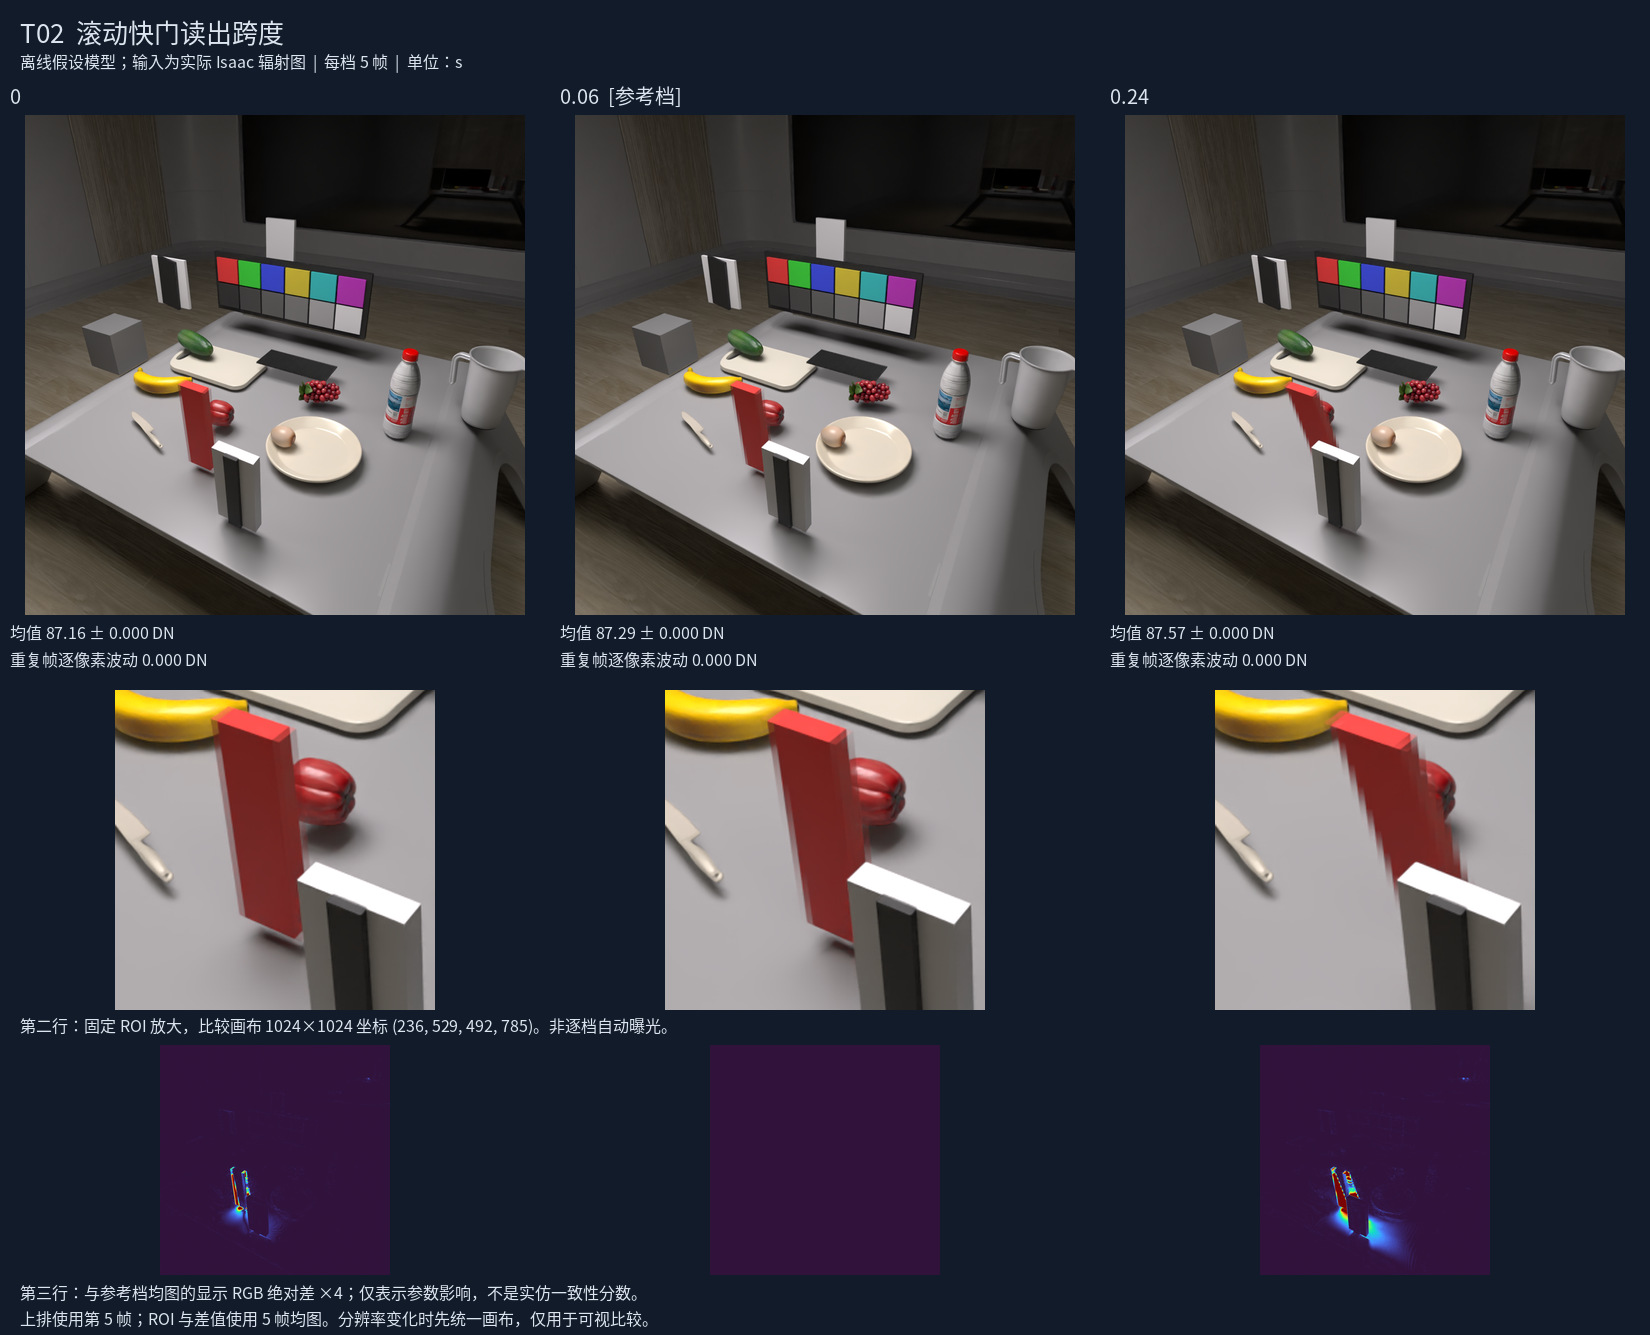 T02 滚动快门读出跨度
离线假设模型；输入为实际 Isaac 辐射图 | 每档 5 帧 | 单位：s
0
0.06 [参考档]
0.24
均值 87.16 ± 0.000 DN
重复帧逐像素波动 0.000 DN
均值 87.29 ± 0.000 DN
重复帧逐像素波动 0.000 DN
均值 87.57 ± 0.000 DN
重复帧逐像素波动 0.000 DN
第二行：固定 ROI 放大，比较画布 1024×1024 坐标 (236, 529, 492, 785)。非逐档自动曝光。
第三行：与参考档均图的显示 RGB 绝对差 ×4；仅表示参数影响，不是实仿一致性分数。
上排使用第 5 帧；ROI 与差值使用 5 帧均图。分辨率变化时先统一画布，仅用于可视比较。